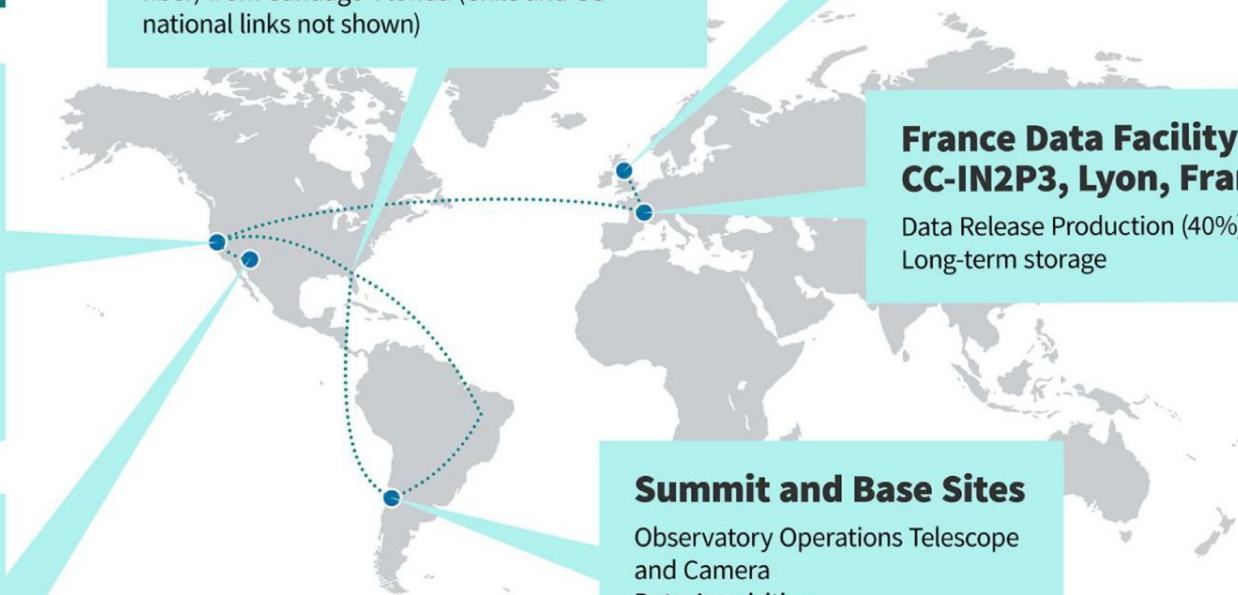 national links not shown)
France Data Facility
CC-IN2P3, Lyon,
Data Release Production (40%)
Long-term storage
Summit and Base Sites
Observatory Operations Telescope
and Camera